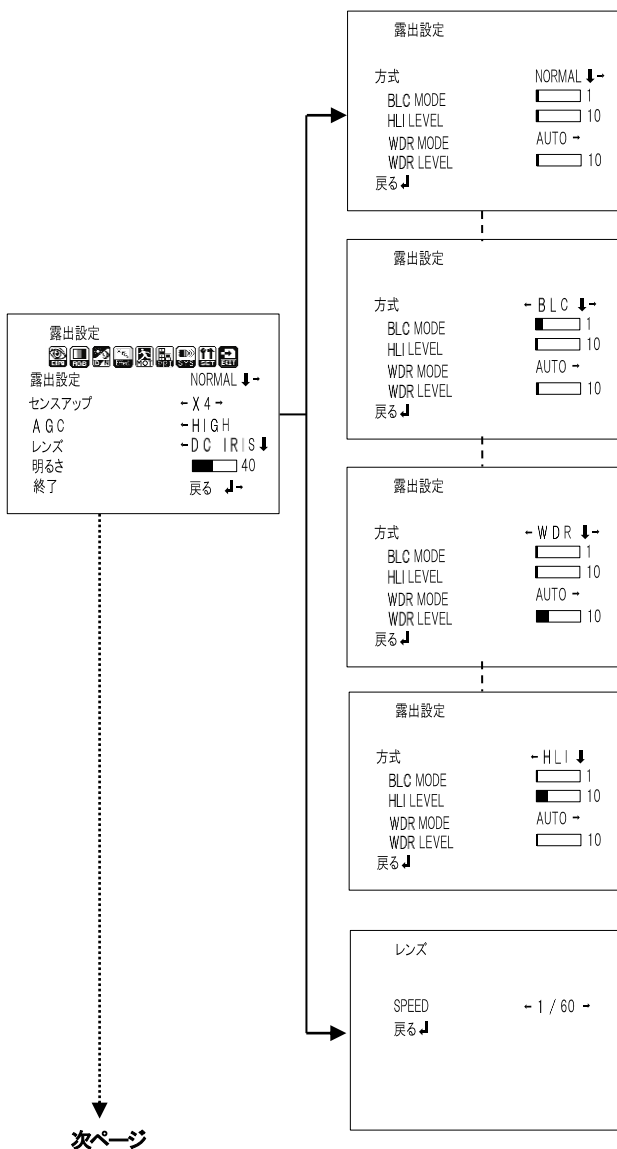 露出設定
方式 NORMAL ⬇→
BLC MODE 1
HLI LEVEL 10
WDR MODE AUTO →
WDR LEVEL 10
戻る↲
露出設定
方式 ←BLC ⬇→
BLC MODE 1
HLI LEVEL 10
WDR MODE AUTO →
WDR LEVEL 10
戻る↲
露出設定
露出設定 NORMAL ⬇→
センスアップ ←X4→
AGC ←HIGH
レンズ ←DC IRIS⬇
明るさ 40
終了 戻る ↲→
露出設定
方式 ←WDR ⬇→
BLC MODE 1
HLI LEVEL 10
WDR MODE AUTO →
WDR LEVEL 10
戻る↲
露出設定
方式 ←HLI ⬇
BLC MODE 1
HLI LEVEL 10
WDR MODE AUTO →
WDR LEVEL 10
戻る↲
レンズ
SPEED ←1/60→
戻る↲
次ページ